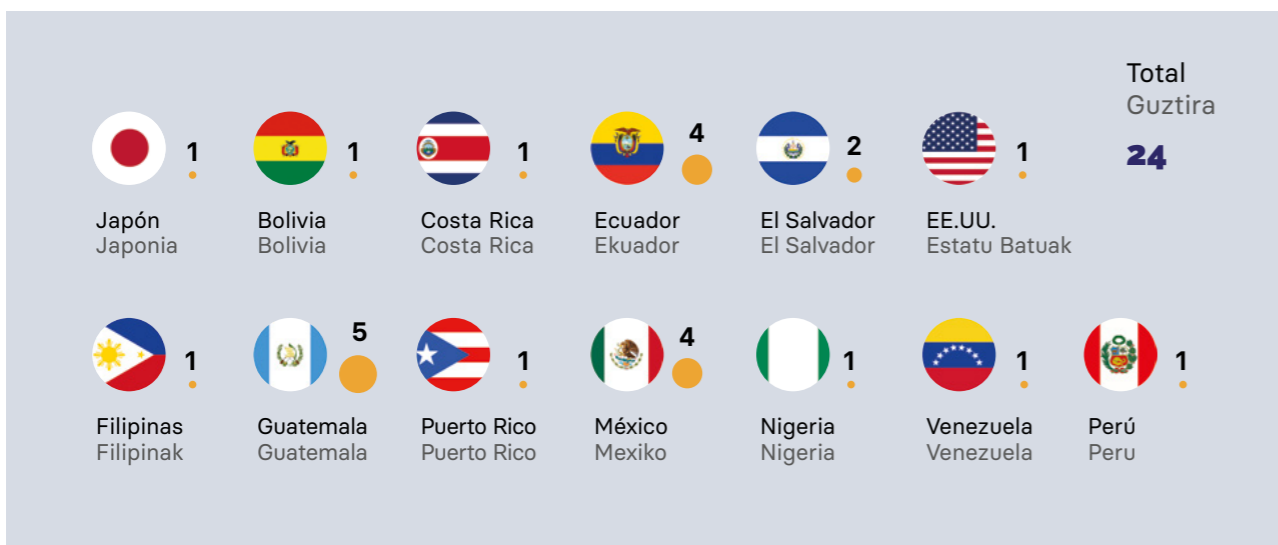 Total
Guztira
24
1
Japón
Japonia
1
Bolivia
Bolivia
1
Costa Rica
Costa Rica
4
Ecuador
Ekuador
2
El Salvador
El Salvador
1
EE.UU.
Estatu Batuak
1
Filipinas
Filipinak
5
Guatemala
Guatemala
1
Puerto Rico
Puerto Rico
4
México
Mexiko
1
Nigeria
Nigeria
1
Venezuela
Venezuela
1
Perú
Peru